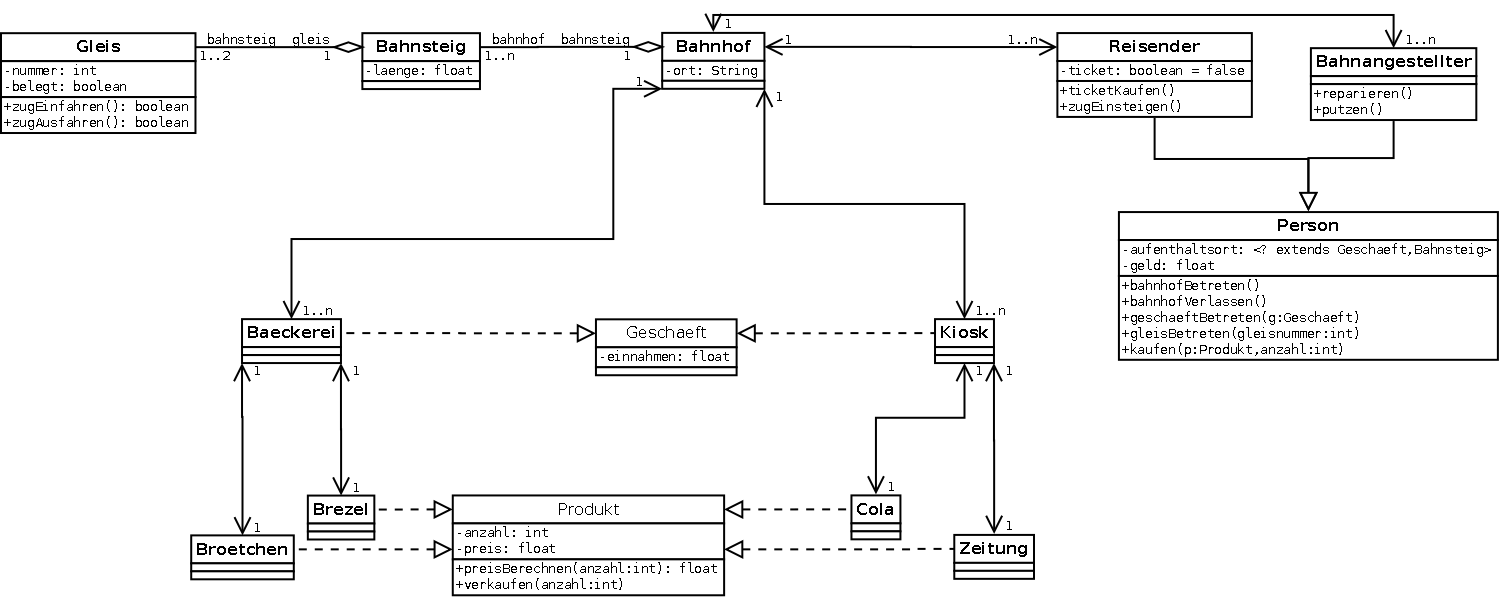 Gleis
-nummer: int
-belegt: boolean
+zugEinfahren(): boolean
+zugAusfahren(): boolean
bahnsteig gleis
1..2 1
Bahnsteig
-laenge: float
bahnhof bahnsteig
1..n 1
Bahnhof
-ort: String
1
1
1..n
1
1
Reisender
-ticket: boolean = false
+ticketKaufen()
+zugEinsteigen()
1..n
Bahnangestellter
+reparieren()
+putzen()
Person
-aufenthaltsort: <? extends Geschaeft,Bahnsteig>
-geld: float
+bahnhofBetreten()
+bahnhofVerlassen()
+geschaeftBetreten(g:Geschaeft)
+gleisBetreten(gleisnummer:int)
+kaufen(p:Produkt,anzahl:int)
1..n
Baeckerei
1
1
Geschaeft
-einnahmen: float
1..n
Kiosk
1
1
1
Brezel
1
Broetchen
Produkt
-anzahl: int
-preis: float
+preisBerechnen(anzahl:int): float
+verkaufen(anzahl:int)
1
Cola
1
Zeitung